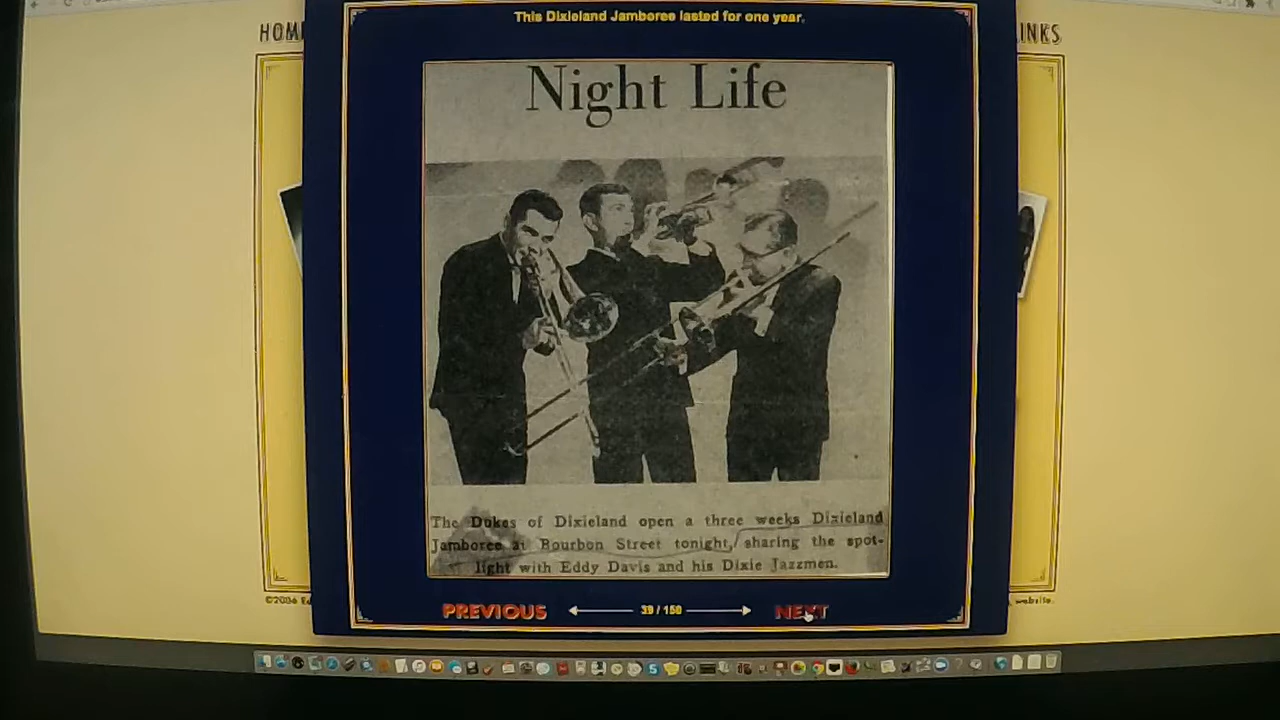 This Dixieland Jamboree lasted for one year.
HOM
INKS
Night Life
The Dukes of Dixieland open a three weeks Dixieland
Jamboree at Bourbon Street tonight, sharing the spot-
light with Eddy Davis and his Dixie Jazzmen.
PREVIOUS
39 / 150
NEXT
©2006 E
website.